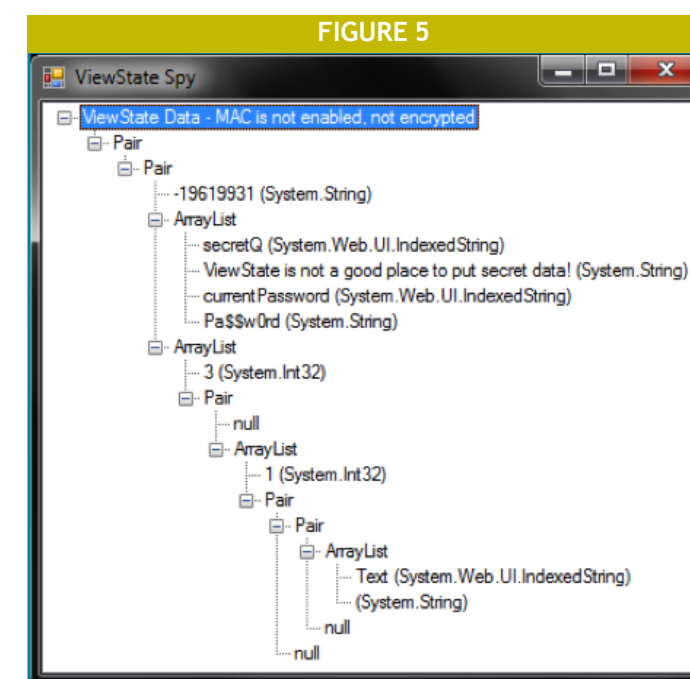 FIGURE 5
ViewState Spy
ViewState Data - MAC is not enabled, not encrypted
Pair
Pair
-19619931 (System.String)
ArrayList
secretQ (System.Web.UI.IndexedString)
ViewState is not a good place to put secret data! (System.String)
currentPassword (System.Web.UI.IndexedString)
Pa$$w0rd (System.String)
ArrayList
3 (System.Int32)
Pair
null
ArrayList
1 (System.Int32)
Pair
Pair
ArrayList
Text (System.Web.UI.IndexedString)
(System.String)
null
null